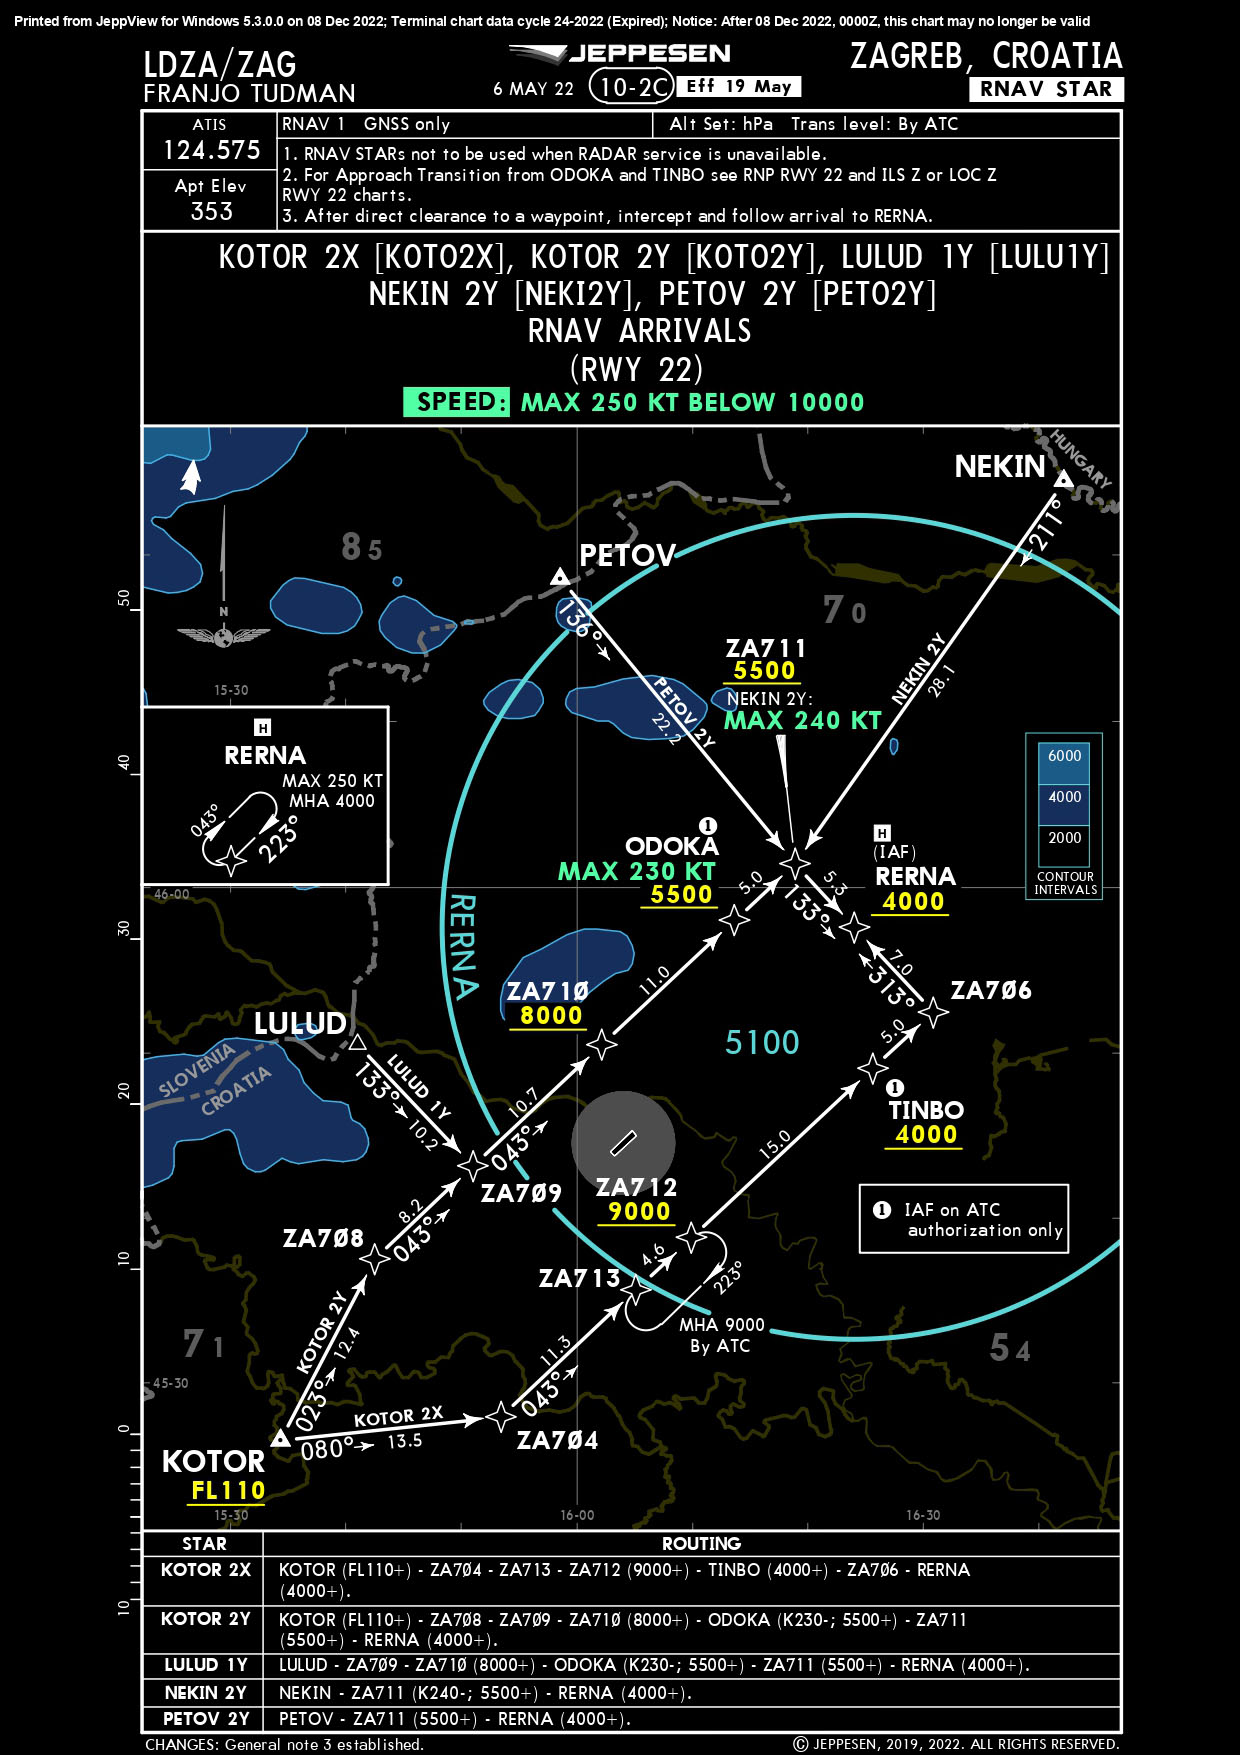 Printed from JeppView for Windows 5.3.0.0 on 08 Dec 2022; Terminal chart data cycle 24-2022 (Expired); Notice: After 08 Dec 2022, 0000Z, this chart may no longer be valid
LDZA/ZAG
FRANJO TUDMAN
JEPPESEN
6 MAY 22 10-2C Eff 19 May
ZAGREB, CROATIA
RNAV STAR
ATIS
124.575
Apt Elev
353
RNAV 1 GNSS only
Alt Set: hPa Trans level: By ATC
1. RNAV STARs not to be used when RADAR service is unavailable.
2. For Approach Transition from ODOKA and TINBO see RNP RWY 22 and ILS Z or LOC Z
RWY 22 charts.
3. After direct clearance to a waypoint, intercept and follow arrival to RERNA.
KOTOR 2X [KOTO2X], KOTOR 2Y [KOTO2Y], LULUD 1Y [LULU1Y]
NEKIN 2Y [NEKI2Y], PETOV 2Y [PETO2Y]
RNAV ARRIVALS
(RWY 22)
SPEED: MAX 250 KT BELOW 10000
HUNGARY
NEKIN
211°
85
PETOV
136°
70
50
N
ZA711
5500
NEKIN 2Y:
MAX 240 KT
NEKIN 2Y
28.1
PETOV 2Y
22.2
15-30
H
RERNA
MAX 250 KT
MHA 4000
043°
223°
40
6000
4000
2000
CONTOUR
INTERVALS
1
ODOKA
MAX 230 KT
5500
5.0
5.3
133°
H
(IAF)
RERNA
4000
46-00
30
RERNA
11.0
7.0
313°
ZA7Ø6
ZA71Ø
8000
5.0
5100
LULUD
SLOVENIA
CROATIA
LULUD 1Y
133°
10.2
20
10.7
043°
1
TINBO
4000
15.0
ZA7Ø9
ZA712
9000
1 IAF on ATC
authorization only
8.2
043°
ZA7Ø8
10
4.6
ZA713
223°
MHA 9000
By ATC
71
KOTOR 2Y
12.4
023°
11.3
043°
54
45-30
0
KOTOR 2X
080° 13.5
ZA7Ø4
KOTOR
FL110
15-30
16-00
16-30
10
STAR ROUTING
KOTOR 2X KOTOR (FL110+) - ZA7Ø4 - ZA713 - ZA712 (9000+) - TINBO (4000+) - ZA7Ø6 - RERNA
(4000+).
KOTOR 2Y KOTOR (FL110+) - ZA7Ø8 - ZA7Ø9 - ZA71Ø (8000+) - ODOKA (K230-; 5500+) - ZA711
(5500+) - RERNA (4000+).
LULUD 1Y LULUD - ZA7Ø9 - ZA71Ø (8000+) - ODOKA (K230-; 5500+) - ZA711 (5500+) - RERNA (4000+).
NEKIN 2Y NEKIN - ZA711 (K240-; 5500+) - RERNA (4000+).
PETOV 2Y PETOV - ZA711 (5500+) - RERNA (4000+).
CHANGES: General note 3 established.
© JEPPESEN, 2019, 2022. ALL RIGHTS RESERVED.